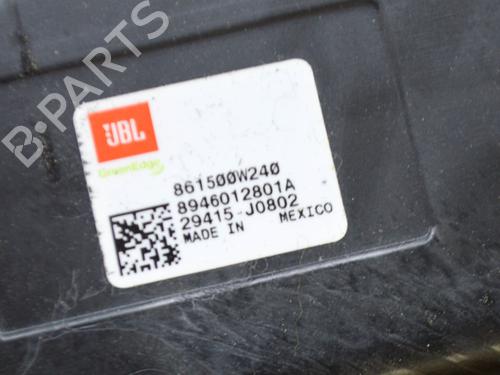 JBL
GreenEdge
861500W240
8946012801A
29415-J0802
MADE IN MEXICO
B-PARTS